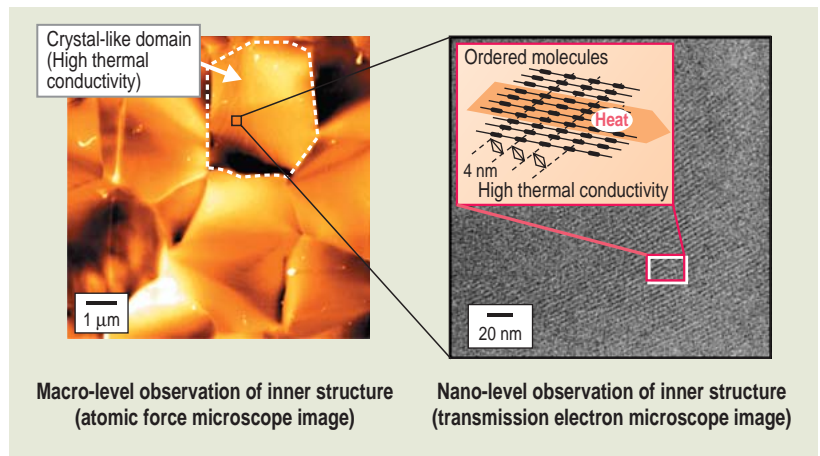 Crystal-like domain
(High thermal
conductivity)
1 μm
Ordered molecules
Heat
4 nm
High thermal conductivity
20 nm
Macro-level observation of inner structure
(atomic force microscope image)
Nano-level observation of inner structure
(transmission electron microscope image)